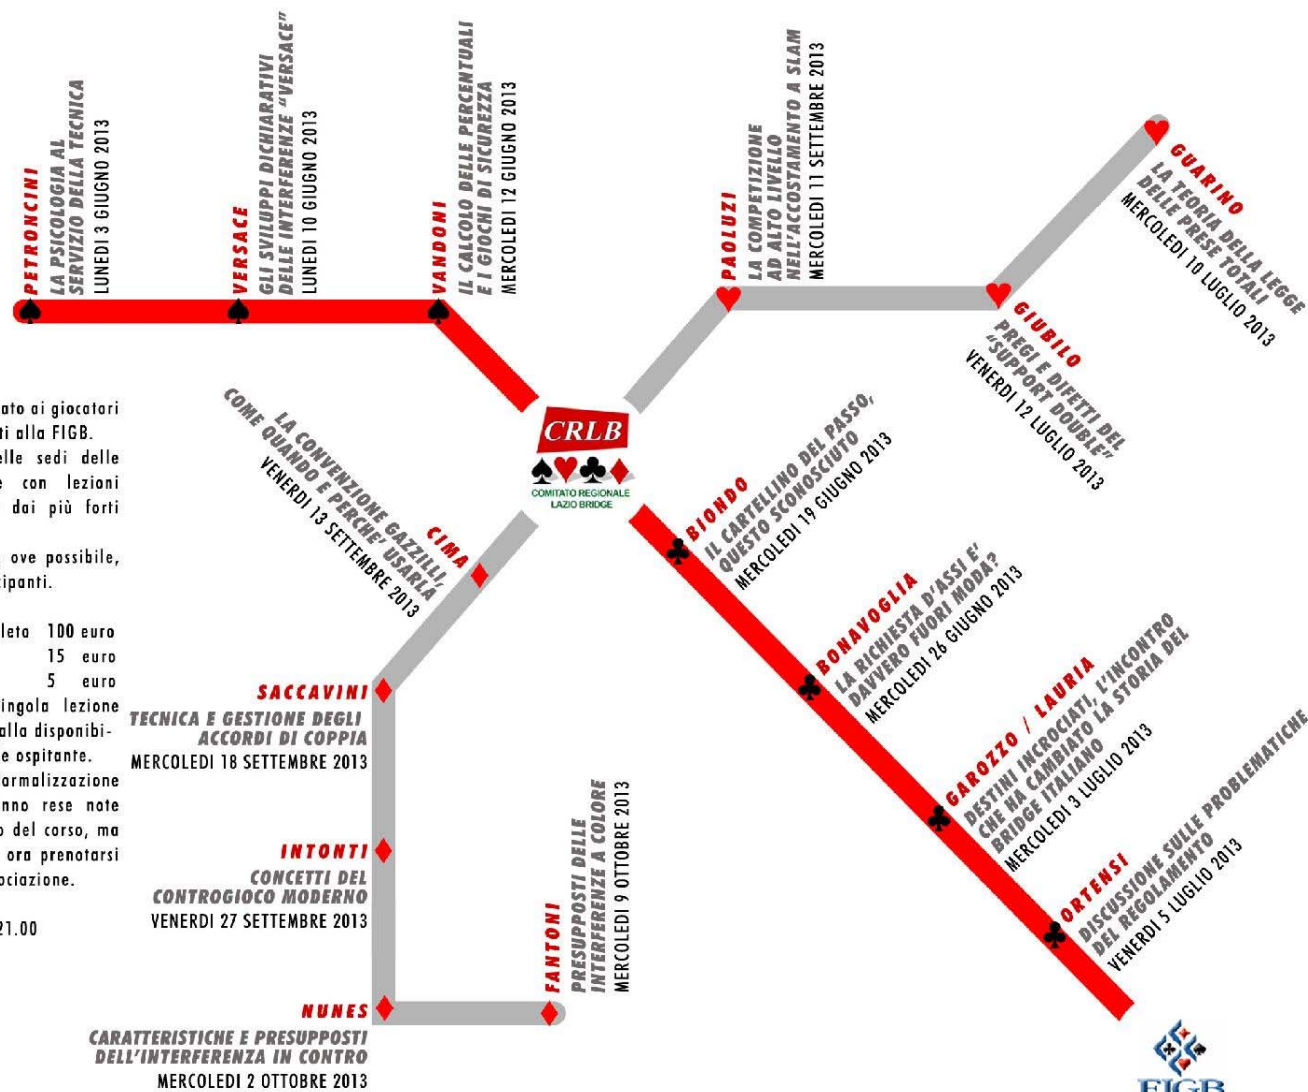 PETRONCINI
LA PSICOLOGIA AL
SERVIZIO DELLA TECNICA
LUNEDI 3 GIUGNO 2013
VERSACE
GLI SVILUPPI DICHIARATIVI
DELLE INTERFERENZE "VERSACE"
LUNEDI 10 GIUGNO 2013
VANDONI
IL CALCOLO DELLE PERCENTUALI
E I GIOCHI DI SICUREZZA
MERCOLEDI 12 GIUGNO 2013
PAOLUZI
LA COMPETIZIONE
AD ALTO LIVELLO
NELL'ACCOSTAMENTO A SLAM
MERCOLEDI 11 SETTEMBRE 2013
GUARINO
LA TEORIA DELLA LEGGE
DELLE PRESE TOTALI
MERCOLEDI 10 LUGLIO 2013
GIUBILO
PREGI E DIFETTI DEL
"SUPPORT DOUBLE"
VENERDI 12 LUGLIO 2013
ato ai giocatari
ti alla FIGB.
elle sedi delle
e con lezioni
dai più forti
ove possibile,
cipanti.
leta 100 euro
15 euro
5 euro
ingola lezione
alla disponibi-
e ospitante.
formalizzazione
anno rese note
o del corso, ma
ora prenotarsi
ociazione.
21.00
CRLB
COMITATO REGIONALE
LAZIO BRIDGE
CIMA
LA CONVENZIONE GAZZILLI,
COME QUANDO E PERCHE' USARLA
VENERDI 13 SETTEMBRE 2013
SACCAVINI
TECNICA E GESTIONE DEGLI
ACCORDI DI COPPIA
MERCOLEDI 18 SETTEMBRE 2013
INTONTI
CONCETTI DEL
CONTROGIOCO MODERNO
VENERDI 27 SETTEMBRE 2013
NUNES
CARATTERISTICHE E PRESUPPOSTI
DELL'INTERFERENZA IN CONTRO
MERCOLEDI 2 OTTOBRE 2013
FANTONI
PRESUPPOSTI DELLE
INTERFERENZE A COLORE
MERCOLEDI 9 OTTOBRE 2013
BIONDO
IL CARTELLINO DEL PASSO,
QUESTO SCONOSCIUTO
MERCOLEDI 19 GIUGNO 2013
BONAVOGLIA
LA RICHIESTA D'ASSI E'
DAVVERO FUORI MODA?
MERCOLEDI 26 GIUGNO 2013
GAROZZO / LAURIA
DESTINI INCROCIATI, L'INCONTRO
CHE HA CAMBIATO LA STORIA DEL
BRIDGE ITALIANO
MERCOLEDI 3 LUGLIO 2013
ORTENSI
DISCUSSIONE SULLE PROBLEMATICHE
DEL REGOLAMENTO
VENERDI 5 LUGLIO 2013
FIGB